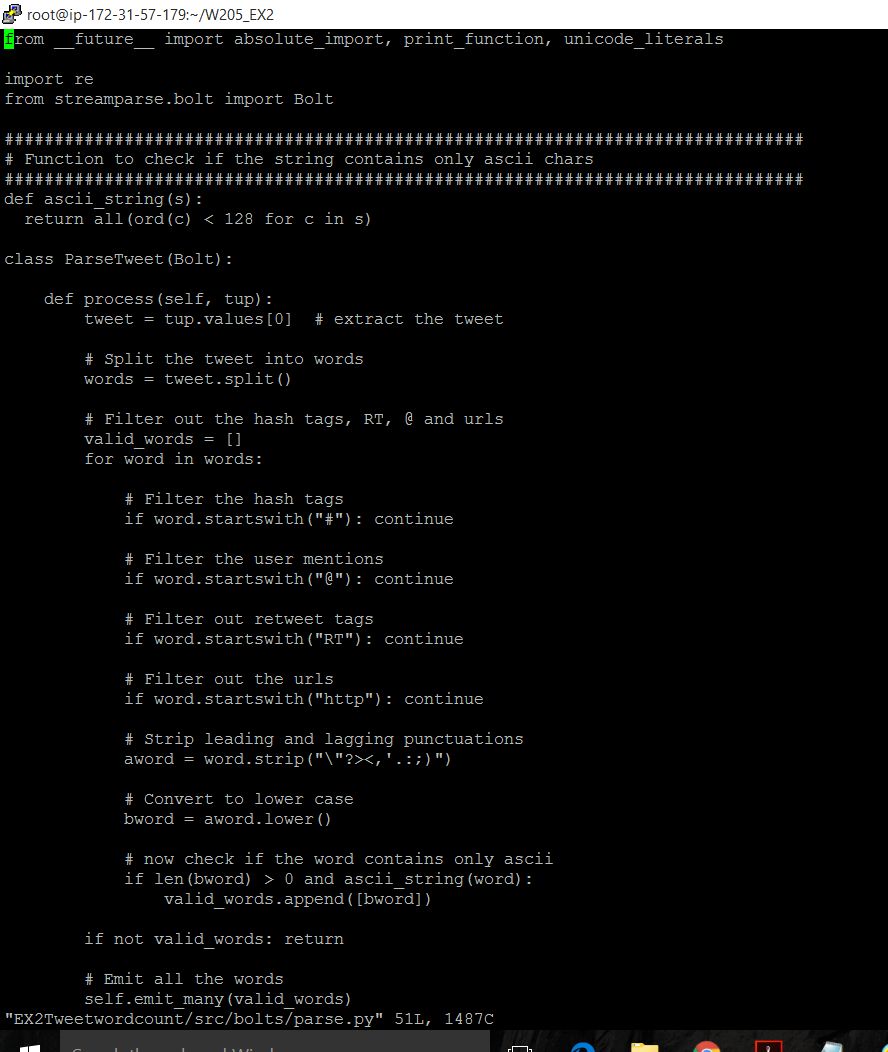 root@ip-172-31-57-179:~/W205_EX2
from __future__ import absolute_import, print_function, unicode_literals
import re
from streamparse.bolt import Bolt
################################################################################
# Function to check if the string contains only ascii chars
################################################################################
def ascii_string(s):
  return all(ord(c) < 128 for c in s)
class ParseTweet(Bolt):
    def process(self, tup):
        tweet = tup.values[0]  # extract the tweet
        # Split the tweet into words
        words = tweet.split()
        # Filter out the hash tags, RT, @ and urls
        valid_words = []
        for word in words:
            # Filter the hash tags
            if word.startswith("#"): continue
            # Filter the user mentions
            if word.startswith("@"): continue
            # Filter out retweet tags
            if word.startswith("RT"): continue
            # Filter out the urls
            if word.startswith("http"): continue
            # Strip leading and lagging punctuations
            aword = word.strip("\"?><,'.:;)")
            # Convert to lower case
            bword = aword.lower()
            # now check if the word contains only ascii
            if len(bword) > 0 and ascii_string(word):
                valid_words.append([bword])
        if not valid_words: return
        # Emit all the words
        self.emit_many(valid_words)
"EX2Tweetwordcount/src/bolts/parse.py" 51L, 1487C